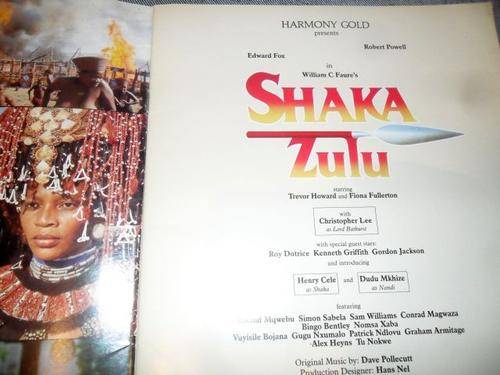 HARMONY GOLD
presents
Edward Fox
Robert Powell
in
William C Faure's
SHAKA
Zulu
starring
Trevor Howard and Fiona Fullerton
with
Christopher Lee
as Lord Bathurst
with special guest stars:
Roy Dotrice Kenneth Griffith Gordon Jackson
and introducing
Henry Cele
as Shaka
and
Dudu Mkhize
as Nandi
featuring
Mqwebu Simon Sabela Sam Williams Conrad Magwaza
Bingo Bentley Nomsa Xaba
Vuyisile Bojana Gugu Nxumalo Patrick Ndlovu Graham Armitage
Alex Heyns Tu Nokwe
Original Music by: Dave Pollecutt
Production Designer: Hans Nel